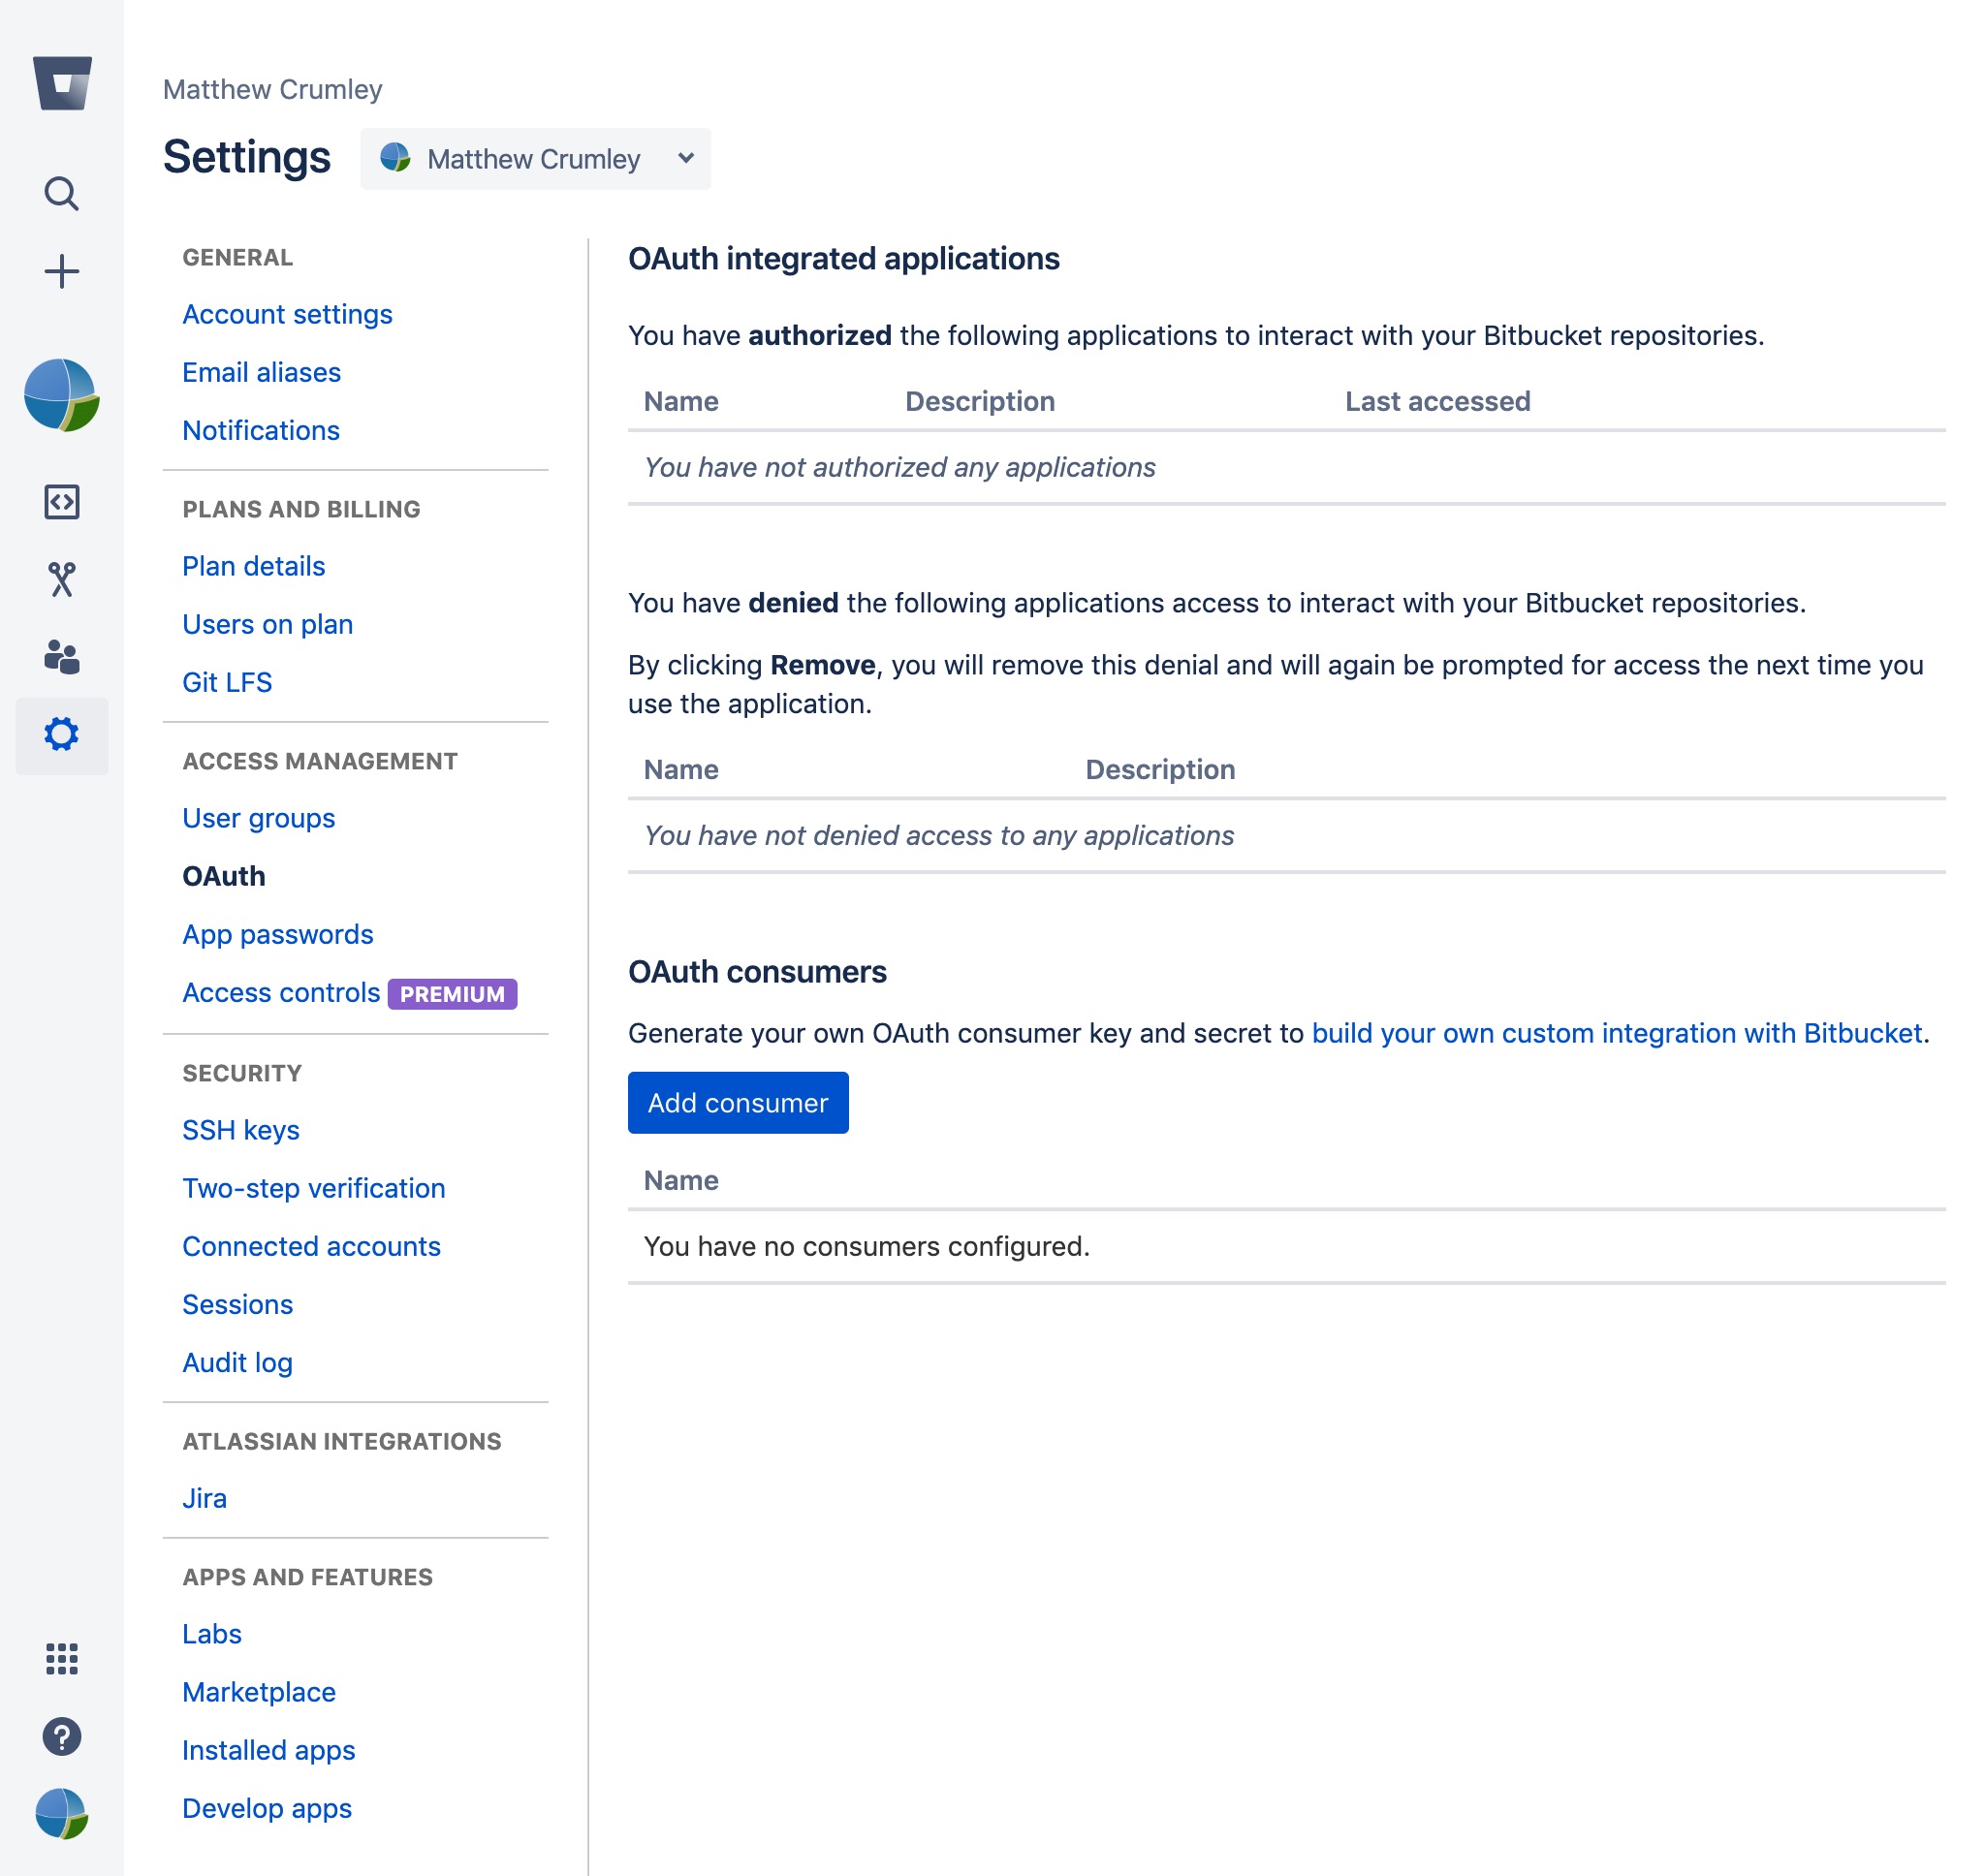 Matthew Crumley
Settings
Matthew Crumley
GENERAL
Account settings
Email aliases
Notifications
PLANS AND BILLING
Plan details
Users on plan
Git LFS
ACCESS MANAGEMENT
User groups
OAuth
App passwords
Access controls PREMIUM
SECURITY
SSH keys
Two-step verification
Connected accounts
Sessions
Audit log
ATLASSIAN INTEGRATIONS
Jira
APPS AND FEATURES
Labs
Marketplace
Installed apps
Develop apps
OAuth integrated applications
You have authorized the following applications to interact with your Bitbucket repositories.
Name Description Last accessed
You have not authorized any applications
You have denied the following applications access to interact with your Bitbucket repositories.
By clicking Remove, you will remove this denial and will again be prompted for access the next time you
use the application.
Name Description
You have not denied access to any applications
OAuth consumers
Generate your own OAuth consumer key and secret to build your own custom integration with Bitbucket.
Add consumer
Name
You have no consumers configured.